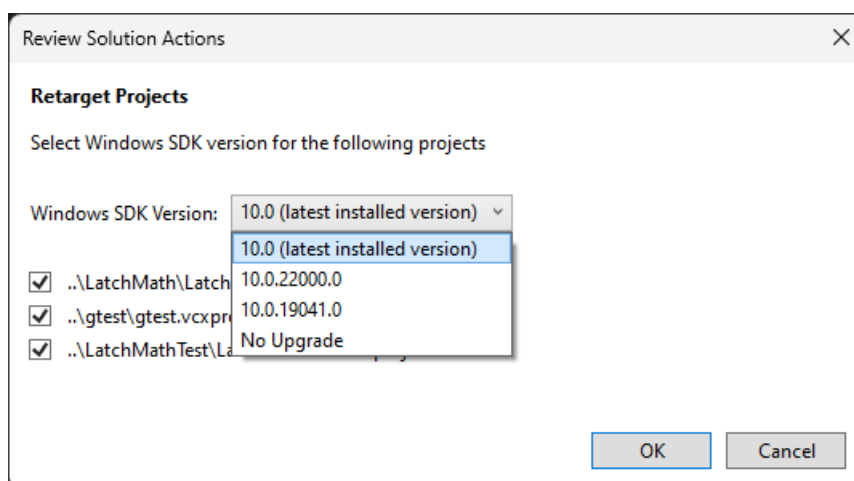 Review Solution Actions
Retarget Projects
Select Windows SDK version for the following projects
Windows SDK Version: 10.0 (latest installed version)
10.0 (latest installed version)
10.0.22000.0
10.0.19041.0
No Upgrade
..\LatchMath\Latch
..\gtest\gtest.vcxpr
..\LatchMathTest\La
OK Cancel